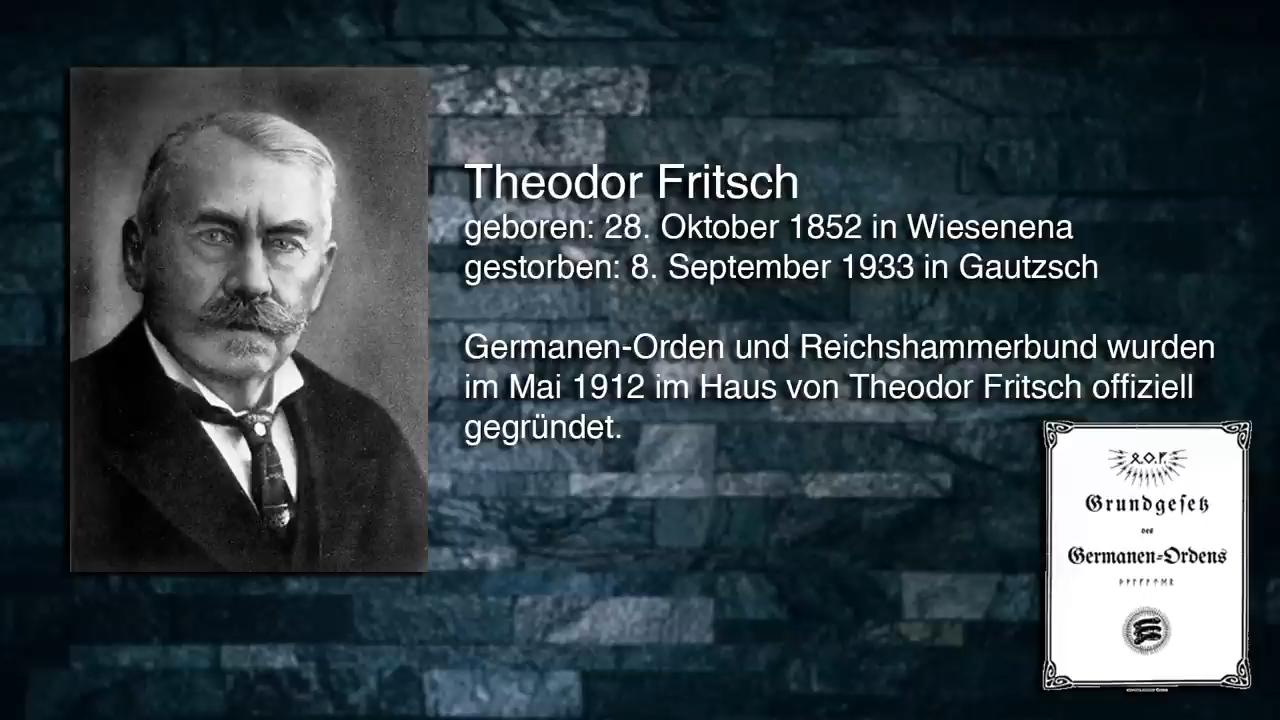 Theodor Fritsch
geboren: 28. Oktober 1852 in Wiesenena
gestorben: 8. September 1933 in Gautzsch
Germanen-Orden und Reichshammerbund wurden
im Mai 1912 im Haus von Theodor Fritsch offiziell
gegründet.
Grundgeſetz
des
Germanen-Ordens